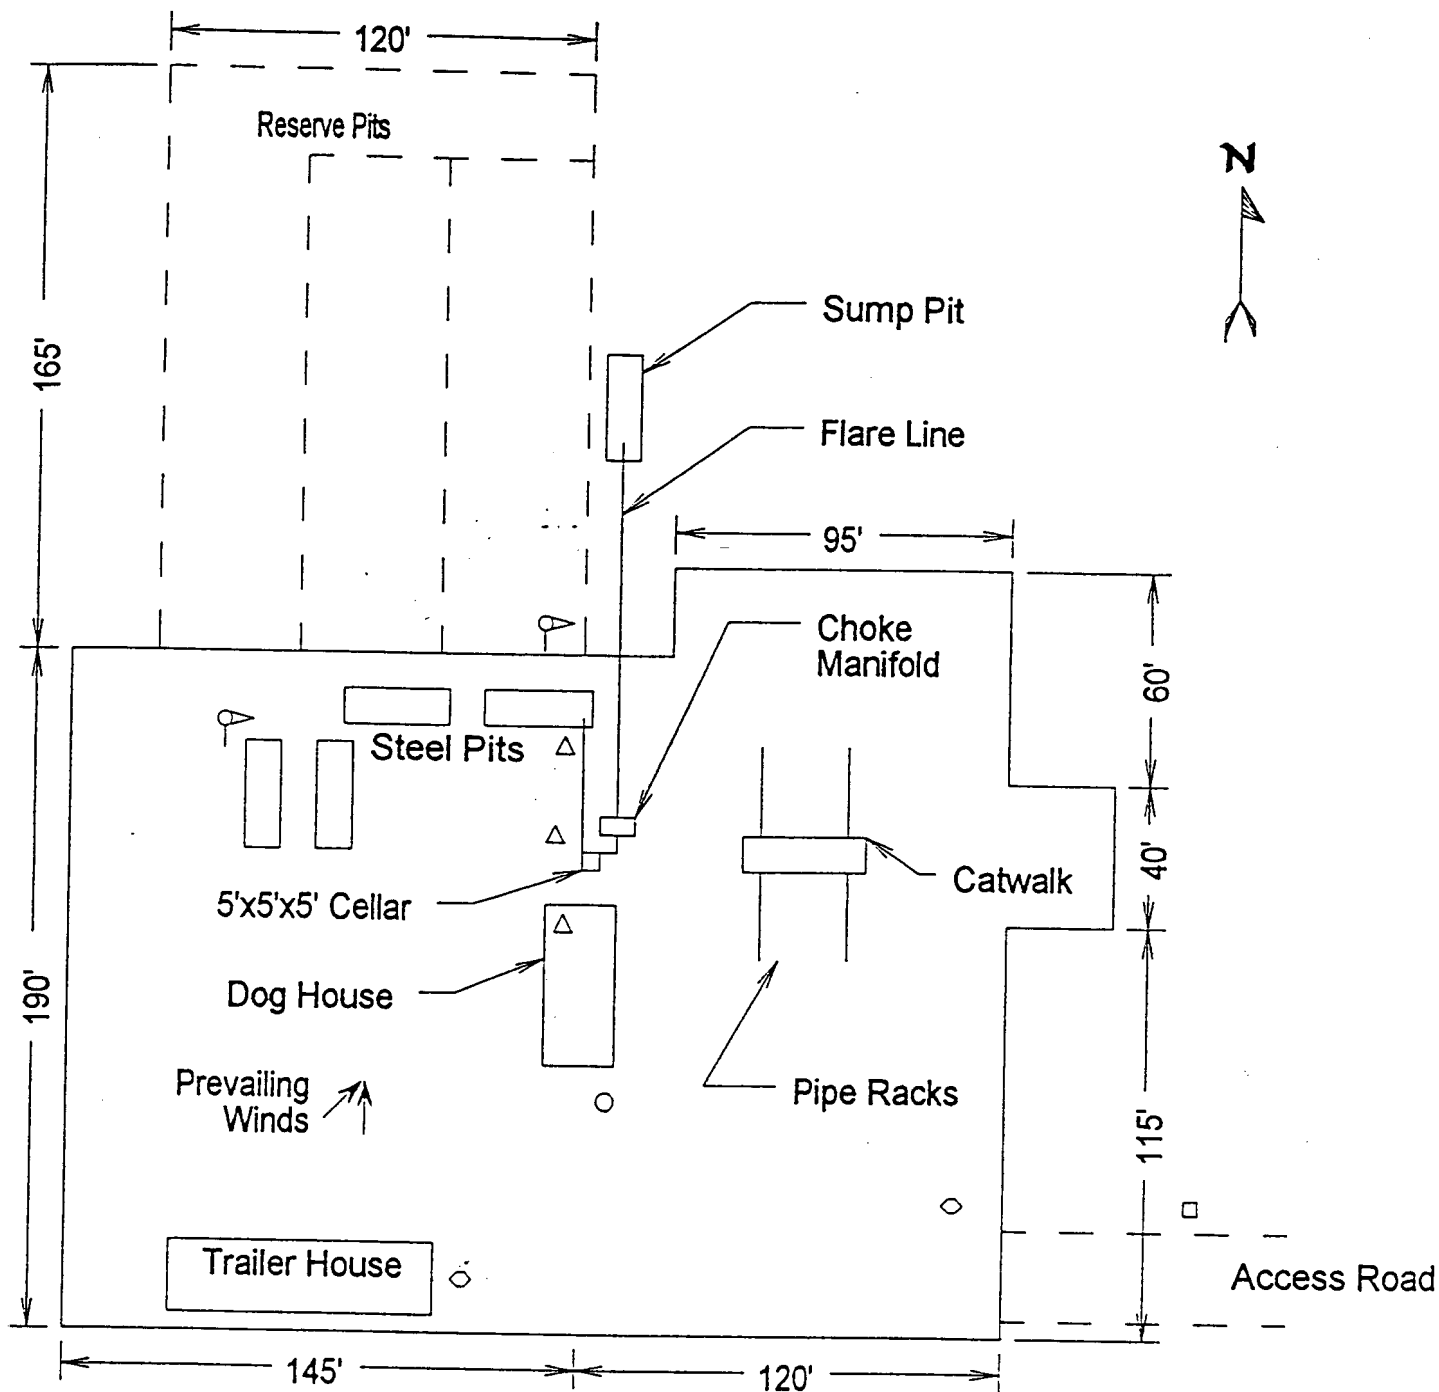 120'
Reserve Pits
N
165'
Sump Pit
Flare Line
95'
Choke
Manifold
60'
Steel Pits
40'
Catwalk
5'x5'x5' Cellar
190'
Dog House
Prevailing
Winds
Pipe Racks
115'
Trailer House
Access Road
145'
120'